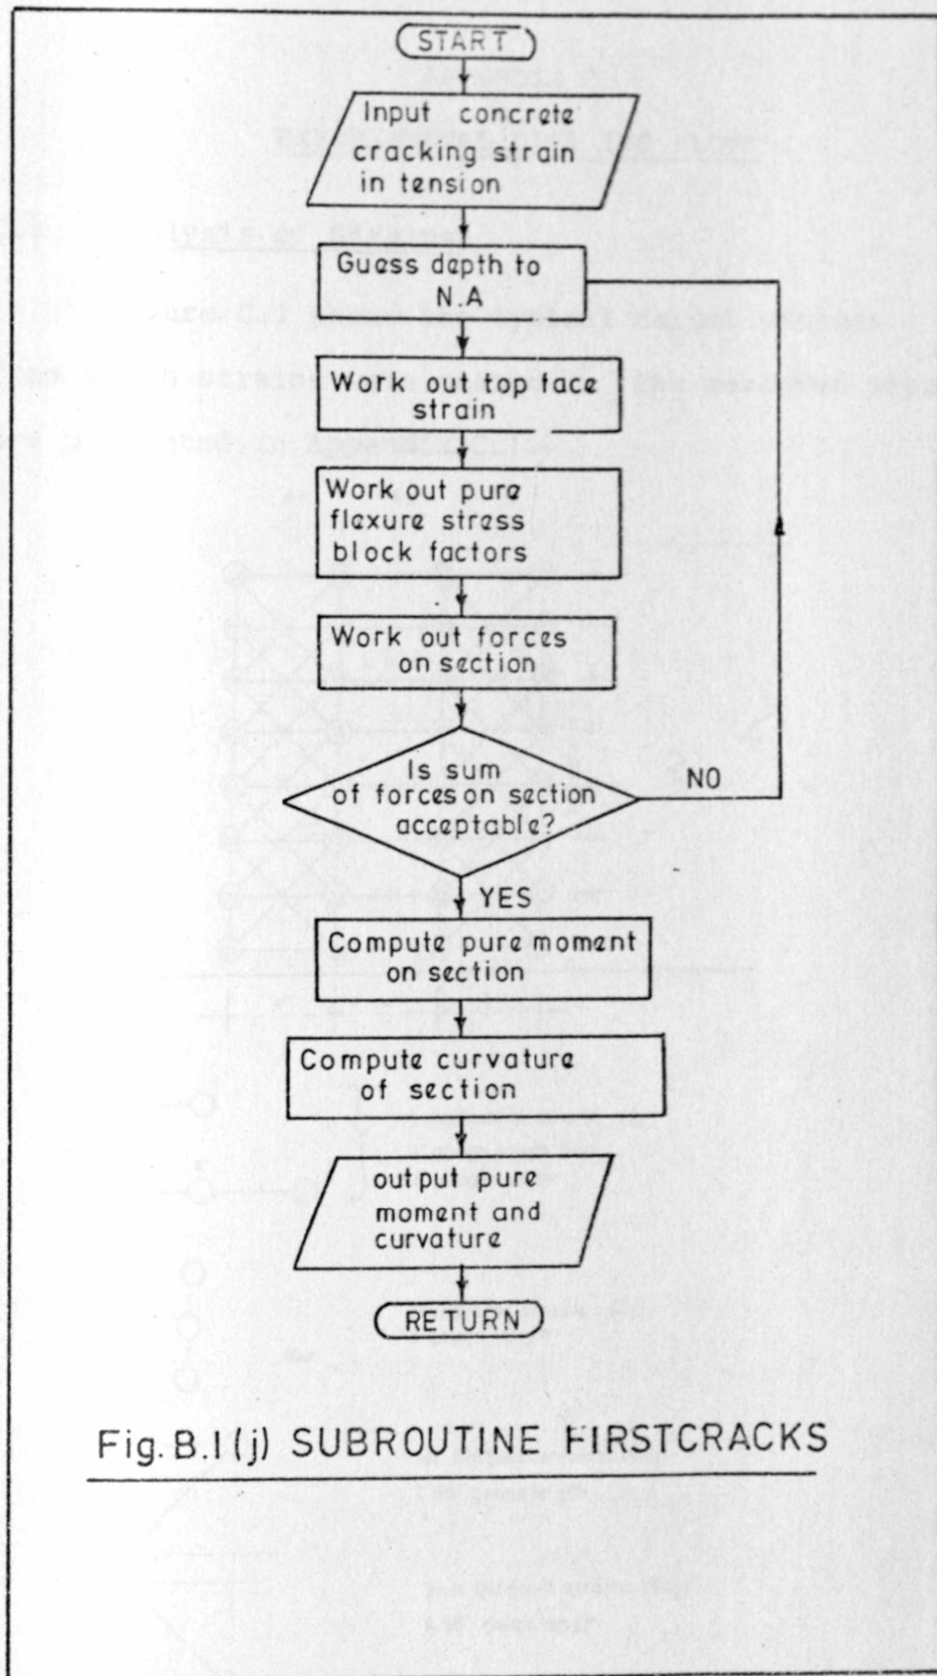 START
Input concrete
cracking strain
in tension
Guess depth to
N.A
Work out top face
strain
Work out pure
flexure stress
block factors
Work out forces
on section
Is sum
of forces on section
acceptable?
NO
YES
Compute pure moment
on section
Compute curvature
of section
output pure
moment and
curvature
RETURN
Fig. B.1(j) SUBROUTINE FIRSTCRACKS